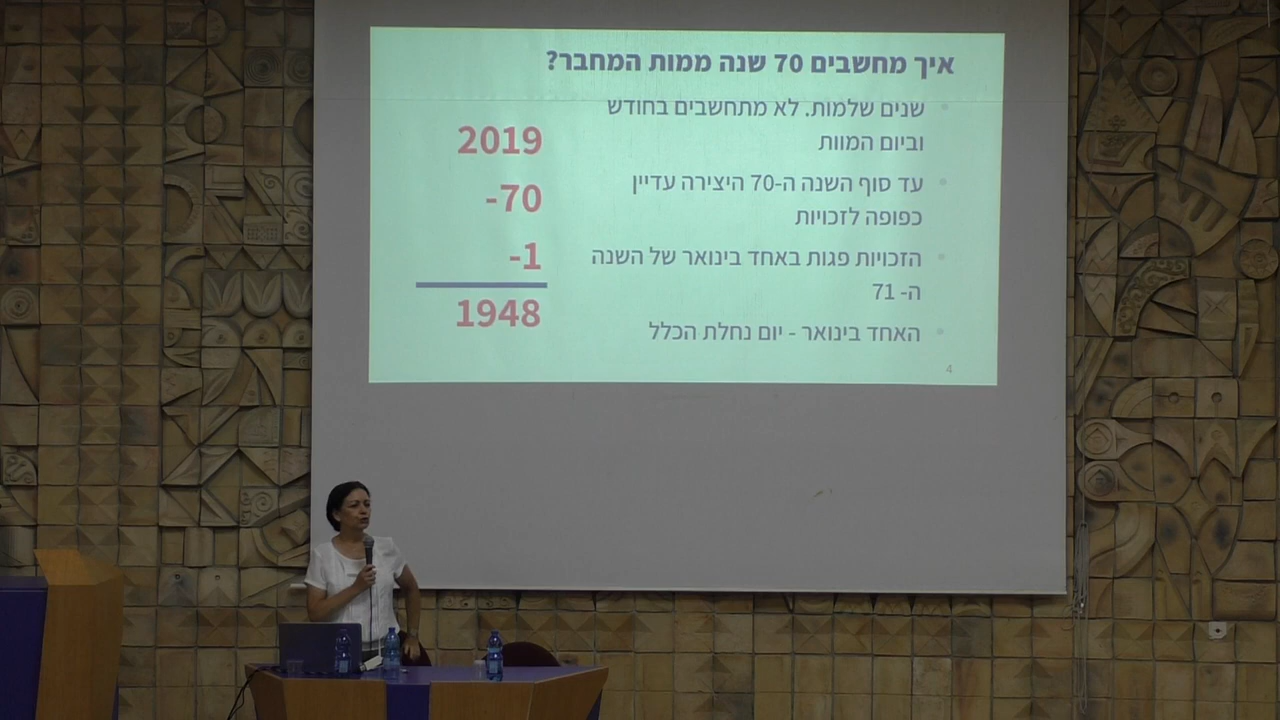 איך מחשבים 70 שנה ממות המחבר?
שנים שלמות. לא מתחשבים בחודש
וביום המוות
עד סוף השנה ה-70 היצירה עדיין
כפופה לזכויות
הזכויות פגות באחד בינואר של השנה
ה- 71
האחד בינואר - יום נחלת הכלל
2019
-70
-1
1948
4